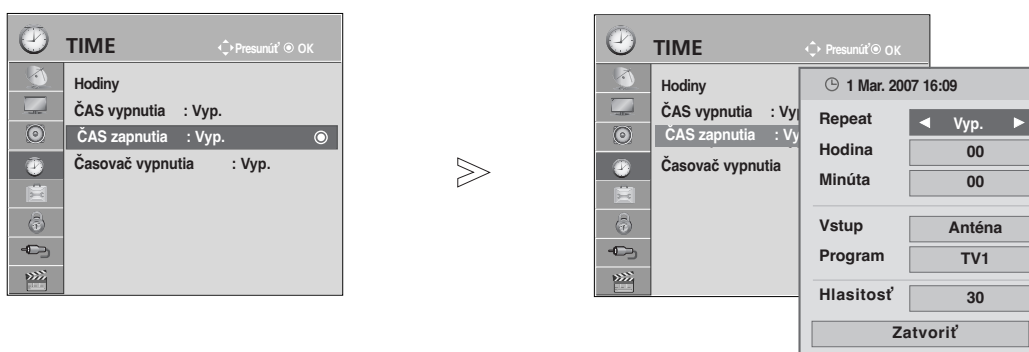 TIME
Presunúť OK
Hodiny
ČAS vypnutia : Vyp.
ČAS zapnutia : Vyp.
Časovač vypnutia : Vyp.
TIME
Presunúť OK
Hodiny
ČAS vypnutia : Vyp
ČAS zapnutia : Vy
Časovač vypnutia
1 Mar. 2007 16:09
Repeat ◄ Vyp. ►
Hodina 00
Minúta 00
Vstup Anténa
Program TV1
Hlasitosť 30
Zatvoriť